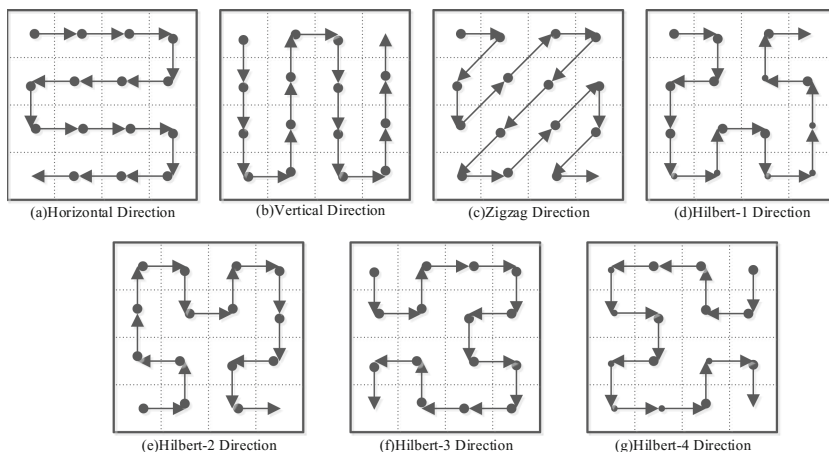 (a)Horizontal Direction
(b)Vertical Direction
(c)Zigzag Direction
(d)Hilbert-1 Direction
(e)Hilbert-2 Direction
(f)Hilbert-3 Direction
(g)Hilbert-4 Direction